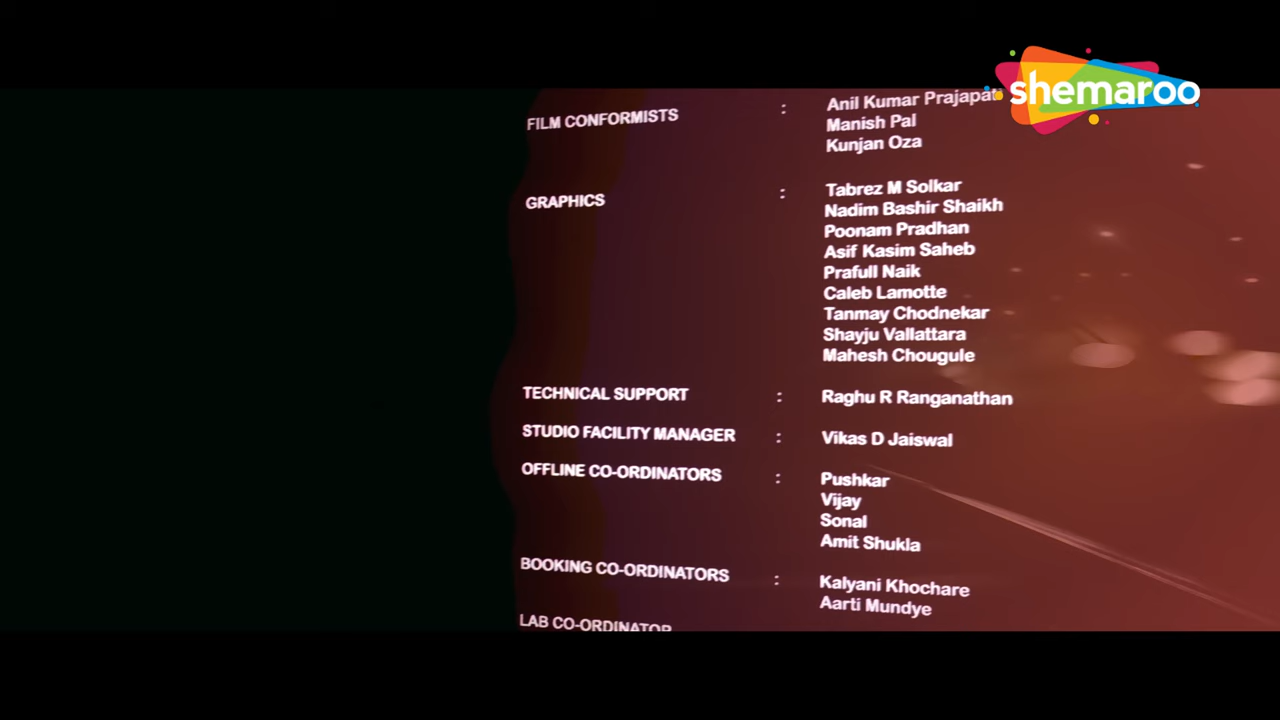 shemaroo
FILM CONFORMISTS : Anil Kumar Prajapati
Manish Pal
Kunjan Oza
GRAPHICS : Tabrez M Solkar
Nadim Bashir Shaikh
Poonam Pradhan
Asif Kasim Saheb
Prafull Naik
Caleb Lamotte
Tanmay Chodnekar
Shayju Vallattara
Mahesh Chougule
TECHNICAL SUPPORT : Raghu R Ranganathan
STUDIO FACILITY MANAGER : Vikas D Jaiswal
OFFLINE CO-ORDINATORS : Pushkar
Vijay
Sonal
Amit Shukla
BOOKING CO-ORDINATORS : Kalyani Khochare
Aarti Mundye
LAB CO-ORDINATOR